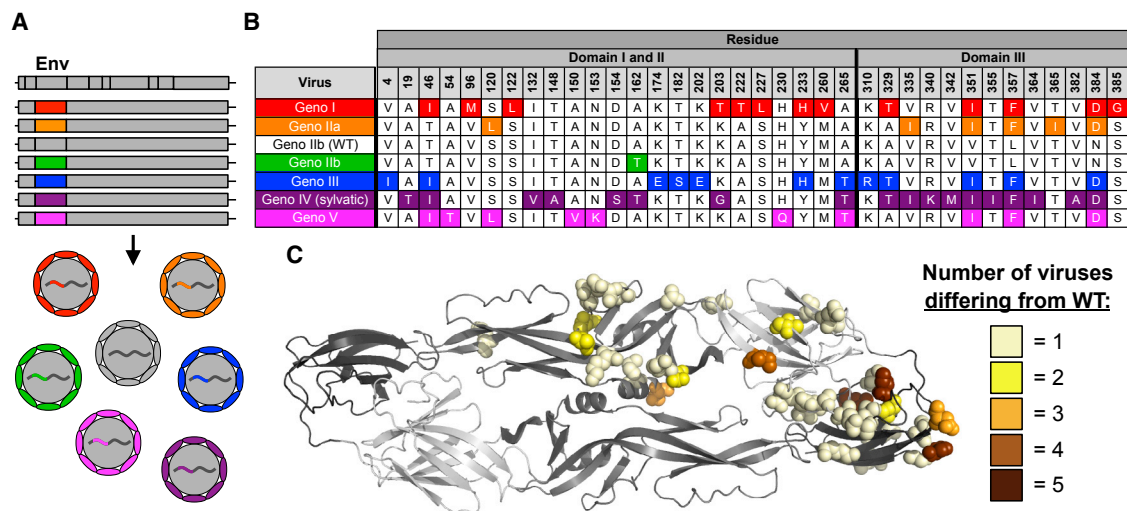 A
Env
B
Residue
Domain I and II Domain III
Virus 4 19 46 54 96 120 122 132 148 150 153 154 162 174 182 202 203 222 227 230 233 260 265 310 329 335 340 342 351 355 357 364 365 382 384 385
Geno I V A I A M S L I T A N D A K T K T T L H H V A K T V R V I T F V T V D G
Geno IIa V A T A V L S I T A N D A K T K K A S H Y M A K A I R V I T F V I V D S
Geno IIb (WT) V A T A V S S I T A N D A K T K K A S H Y M A K A V R V V T L V T V N S
Geno IIb V A T A V S S I T A N D T K T K K A S H Y M A K A V R V V T L V T V N S
Geno III I A I A V S S I T A N D A E S E K A S H H M T R T V R V I T F V T V D S
Geno IV (sylvatic) V T I A V S S V A A N S T K T K G A S H Y M T K T I K M I I F I T A D S
Geno V V A I T V L S I T V K D A K T K K A S Q Y M T K A V R V I T F V T V D S
C
Number of viruses
differing from WT:
= 1
= 2
= 3
= 4
= 5